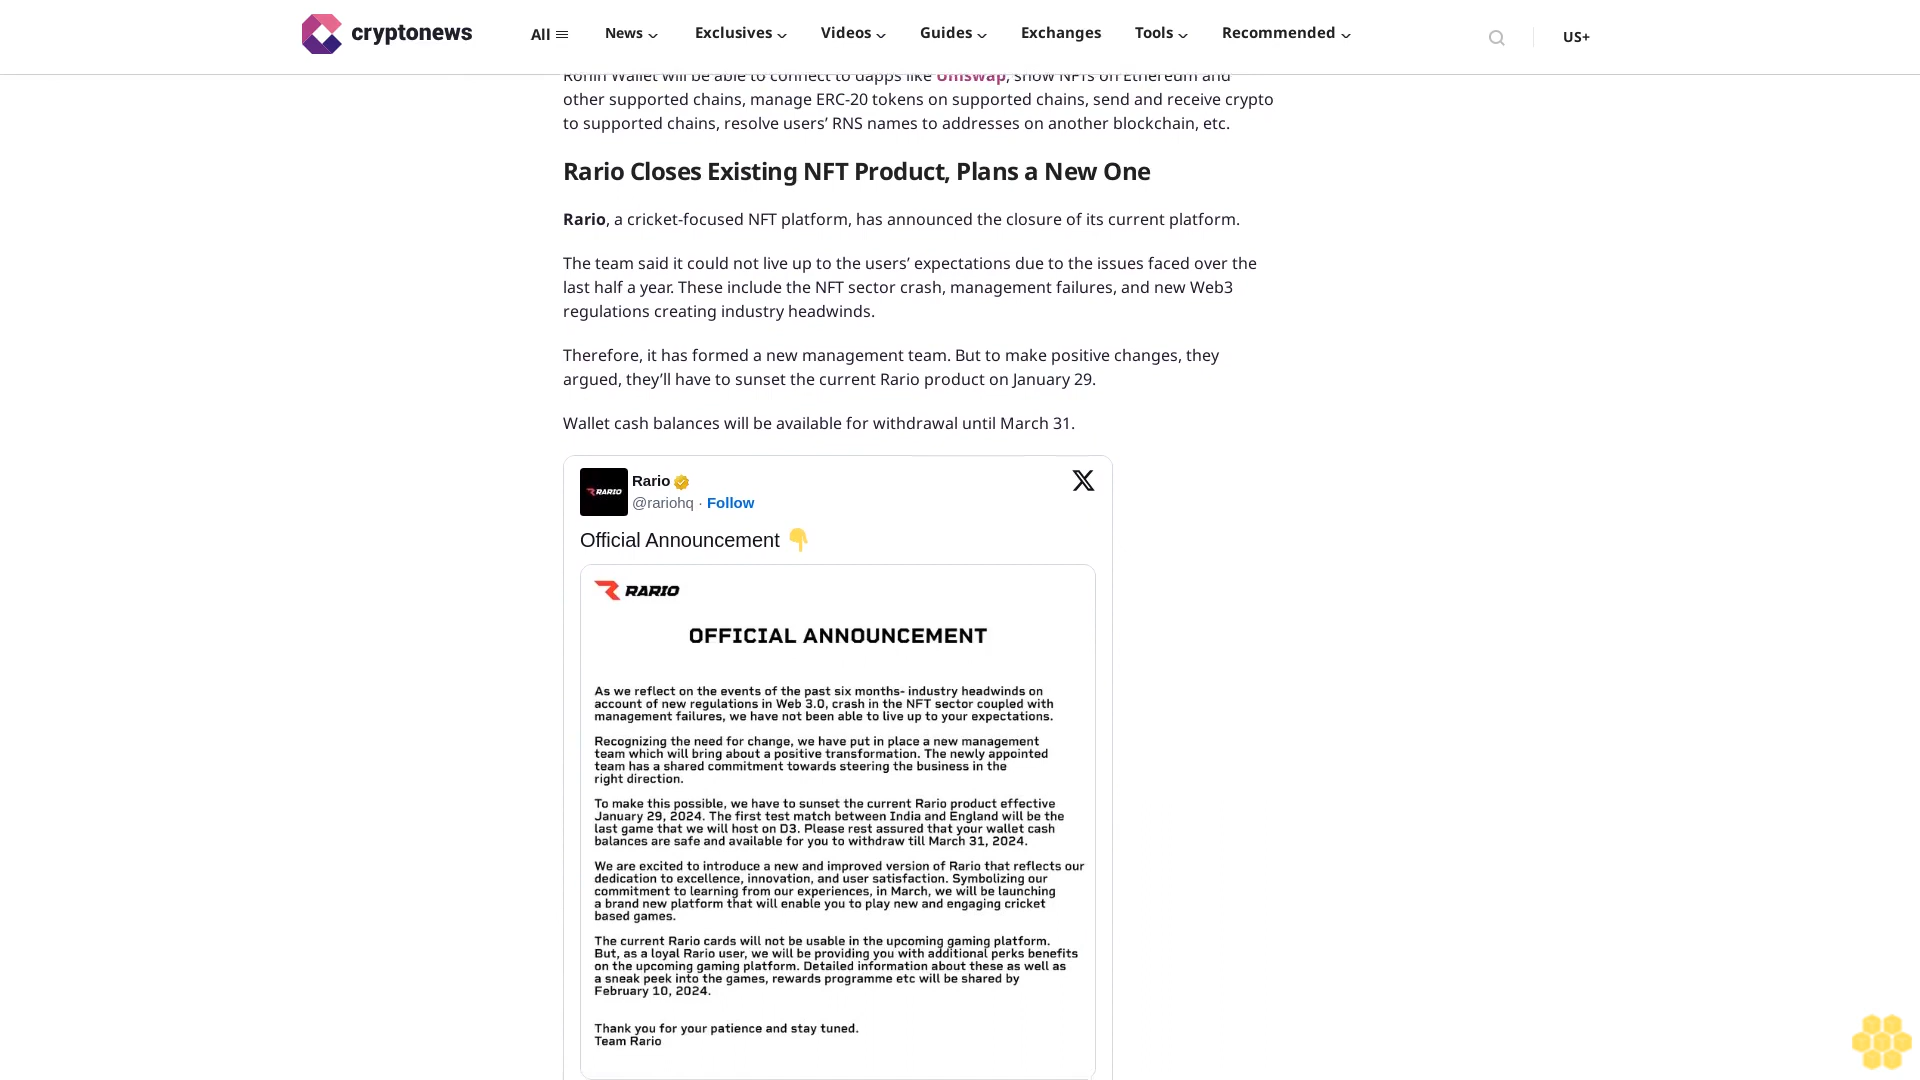 cryptonews
All
News
Exclusives
Videos
Guides
Exchanges
Tools
Recommended
US+
Ronin Wallet will be able to connect to dapps like Uniswap, show NFTs on Ethereum and
other supported chains, manage ERC-20 tokens on supported chains, send and receive crypto
to supported chains, resolve users’ RNS names to addresses on another blockchain, etc.
Rario Closes Existing NFT Product, Plans a New One
Rario, a cricket-focused NFT platform, has announced the closure of its current platform.
The team said it could not live up to the users’ expectations due to the issues faced over the
last half a year. These include the NFT sector crash, management failures, and new Web3
regulations creating industry headwinds.
Therefore, it has formed a new management team. But to make positive changes, they
argued, they’ll have to sunset the current Rario product on January 29.
Wallet cash balances will be available for withdrawal until March 31.
RARIO
Rario
@rariohq · Follow
Official Announcement 👇
RARIO
OFFICIAL ANNOUNCEMENT
As we reflect on the events of the past six months- industry headwinds on
account of new regulations in Web 3.0, crash in the NFT sector coupled with
management failures, we have not been able to live up to your expectations.
Recognizing the need for change, we have put in place a new management
team which will bring about a positive transformation. The newly appointed
team has a shared commitment towards steering the business in the
right direction.
To make this possible, we have to sunset the current Rario product effective
January 29, 2024. The first test match between India and England will be the
last game that we will host on D3. Please rest assured that your wallet cash
balances are safe and available for you to withdraw till March 31, 2024.
We are excited to introduce a new and improved version of Rario that reflects our
dedication to excellence, innovation, and user satisfaction. Symbolizing our
commitment to learning from our experiences, in March, we will be launching
a brand new platform that will enable you to play new and engaging cricket
based games.
The current Rario cards will not be usable in the upcoming gaming platform.
But, as a loyal Rario user, we will be providing you with additional perks benefits
on the upcoming gaming platform. Detailed information about these as well as
a sneak peek into the games, rewards programme etc will be shared by
February 10, 2024.
Thank you for your patience and stay tuned.
Team Rario